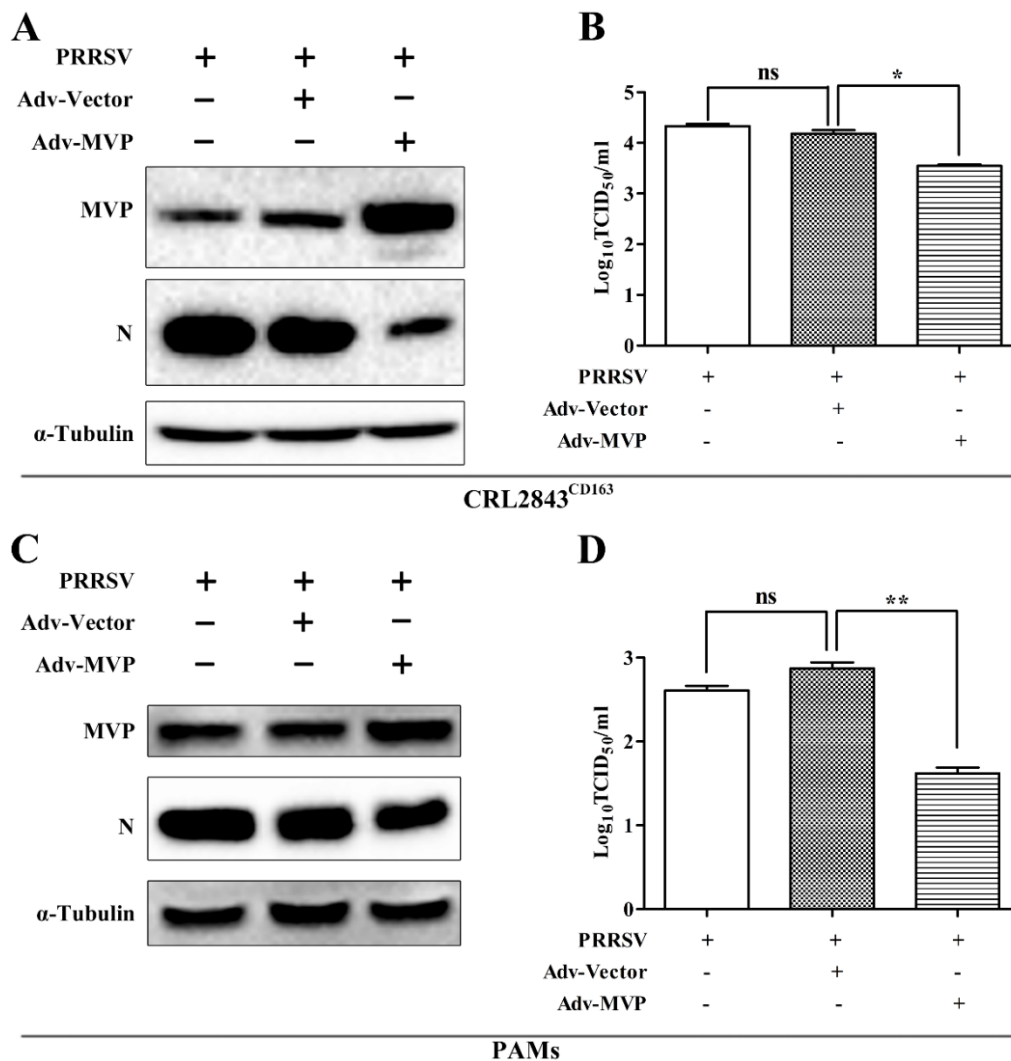 A
PRRSV + + +
Adv-Vector – + –
Adv-MVP – – +
MVP
N
α-Tubulin
B
ns *
5
4
3
2
1
0
Log10TCID50/ml
PRRSV + + +
Adv-Vector - + -
Adv-MVP - - +
CRL2843CD163
C
PRRSV + + +
Adv-Vector – + –
Adv-MVP – – +
MVP
N
α-Tubulin
D
ns **
3
2
1
0
Log10TCID50/ml
PRRSV + + +
Adv-Vector - + -
Adv-MVP - - +
PAMs